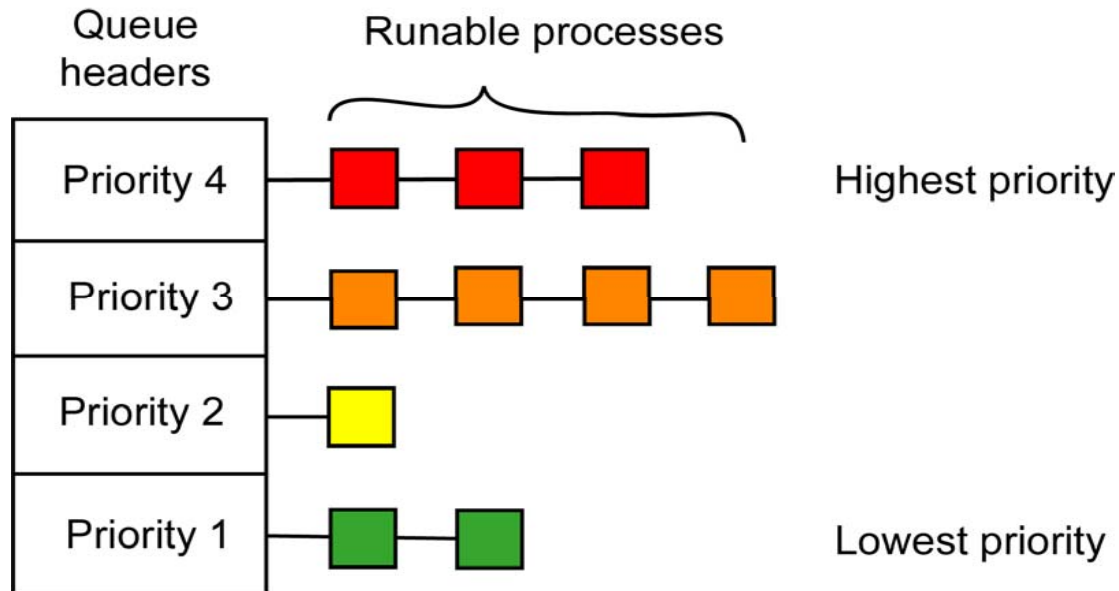 Queue
headers
Runable processes
Priority 4
Highest priority
Priority 3
Priority 2
Priority 1
Lowest priority